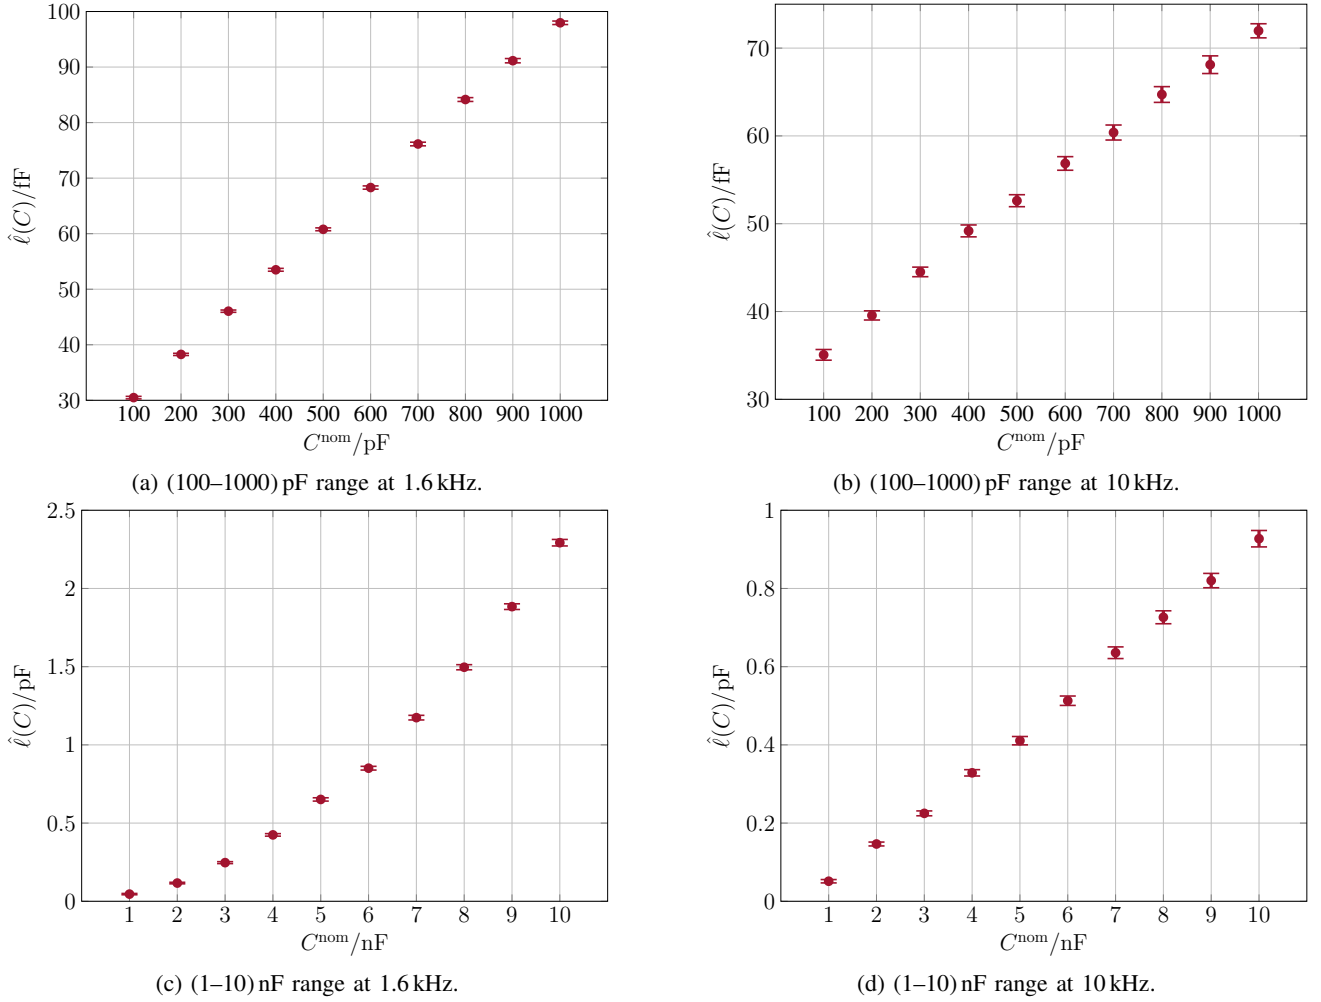 100
90
80
70
60
50
40
30
ℓ̂(C)/fF
100 200 300 400 500 600 700 800 900 1000
C^nom/pF
(a) (100–1000) pF range at 1.6 kHz.
70
60
50
40
30
ℓ̂(C)/fF
100 200 300 400 500 600 700 800 900 1000
C^nom/pF
(b) (100–1000) pF range at 10 kHz.
2.5
2
1.5
1
0.5
0
ℓ̂(C)/pF
1 2 3 4 5 6 7 8 9 10
C^nom/nF
(c) (1–10) nF range at 1.6 kHz.
1
0.8
0.6
0.4
0.2
0
ℓ̂(C)/pF
1 2 3 4 5 6 7 8 9 10
C^nom/nF
(d) (1–10) nF range at 10 kHz.